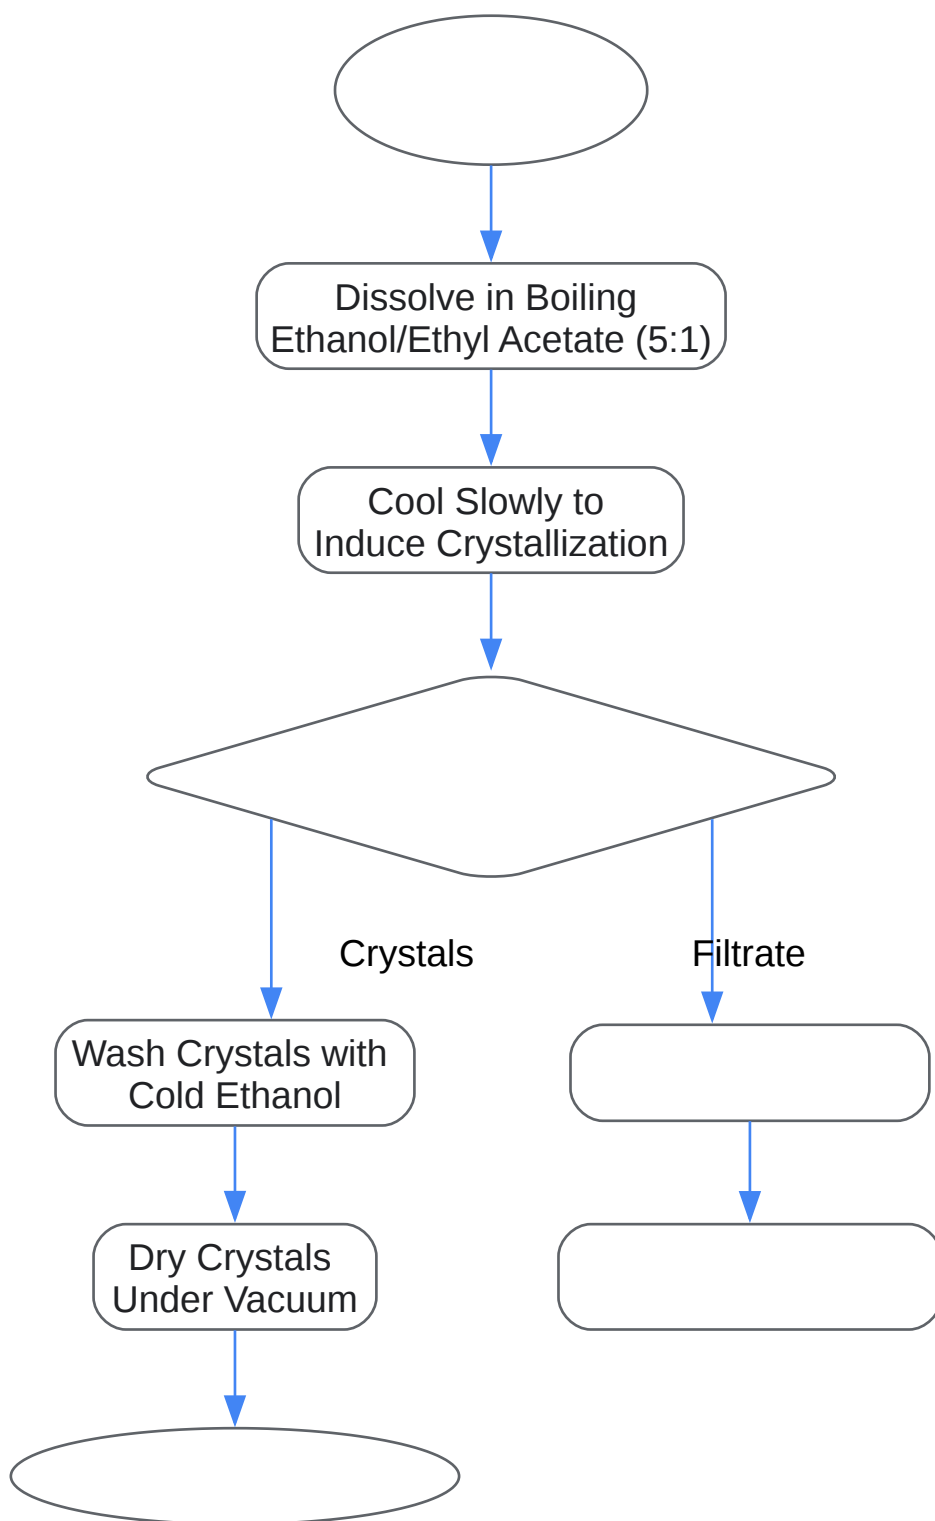 Dissolve in Boiling
Ethanol/Ethyl Acetate (5:1)
Cool Slowly to
Induce Crystallization
Crystals
Filtrate
Wash Crystals with
Cold Ethanol
Dry Crystals
Under Vacuum